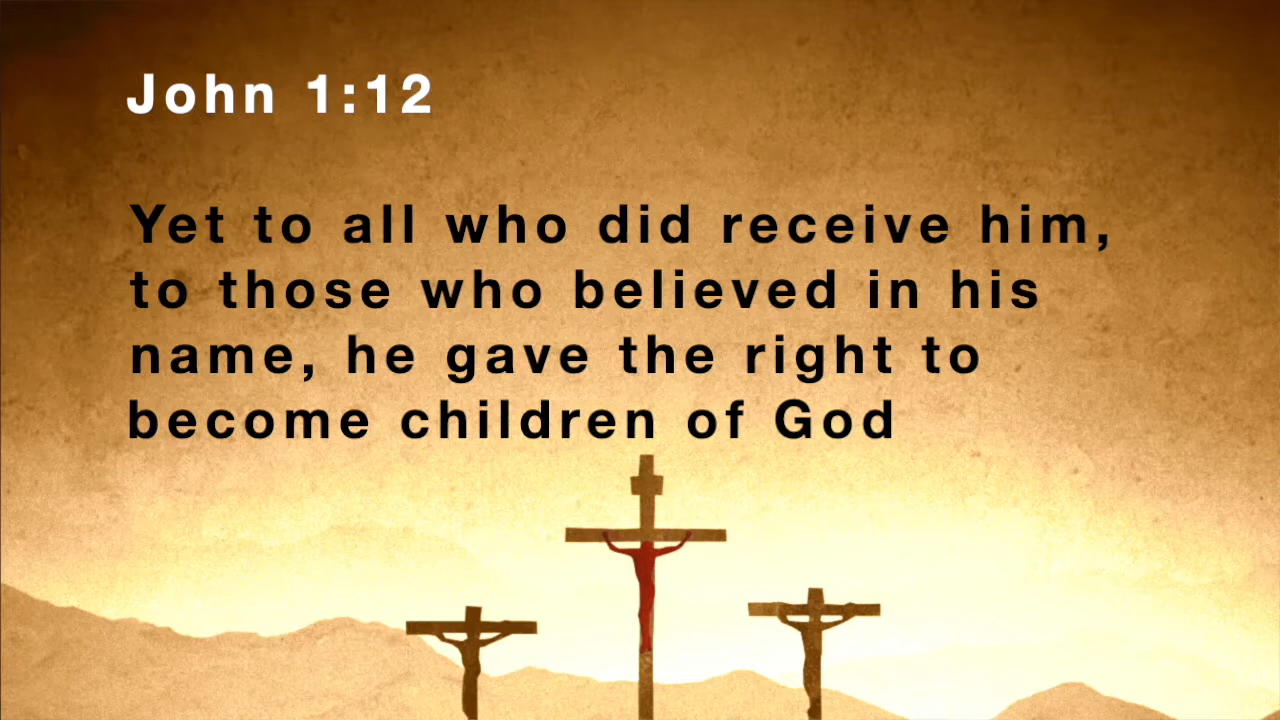 John 1:12
Yet to all who did receive him,
to those who believed in his
name, he gave the right to
become children of God